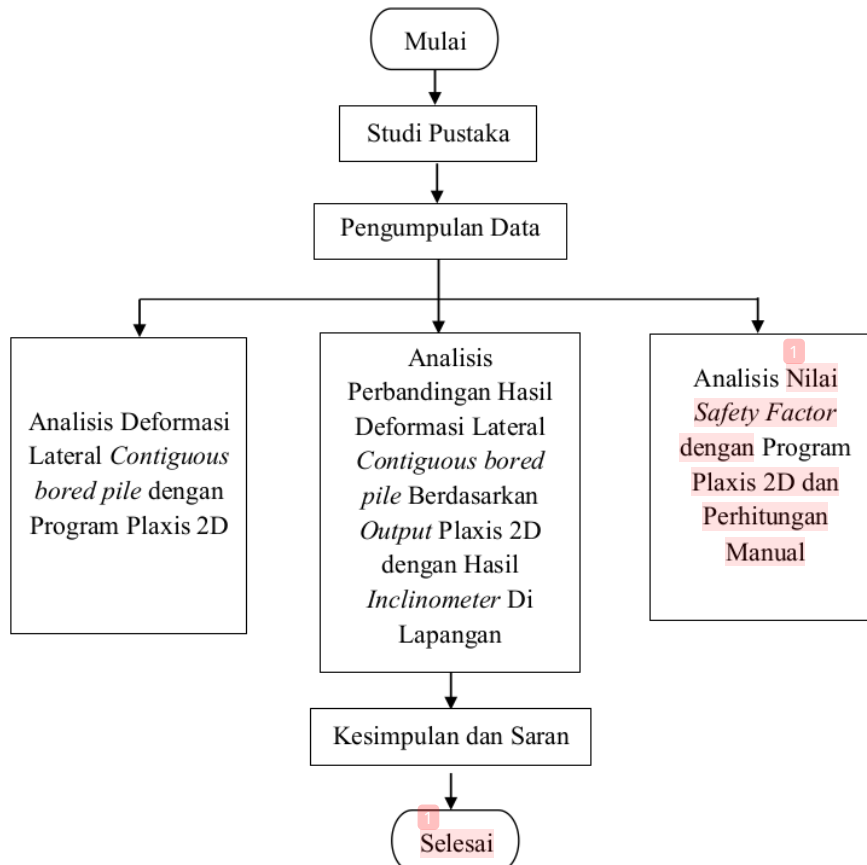 Mulai
Studi Pustaka
Pengumpulan Data
Analisis Deformasi
Lateral Contiguous
bored pile dengan
Program Plaxis 2D
Analisis
Perbandingan Hasil
Deformasi Lateral
Contiguous bored
pile Berdasarkan
Output Plaxis 2D
dengan Hasil
Inclinometer Di
Lapangan
1
Analisis Nilai
Safety Factor
dengan Program
Plaxis 2D dan
Perhitungan
Manual
Kesimpulan dan Saran
1
Selesai